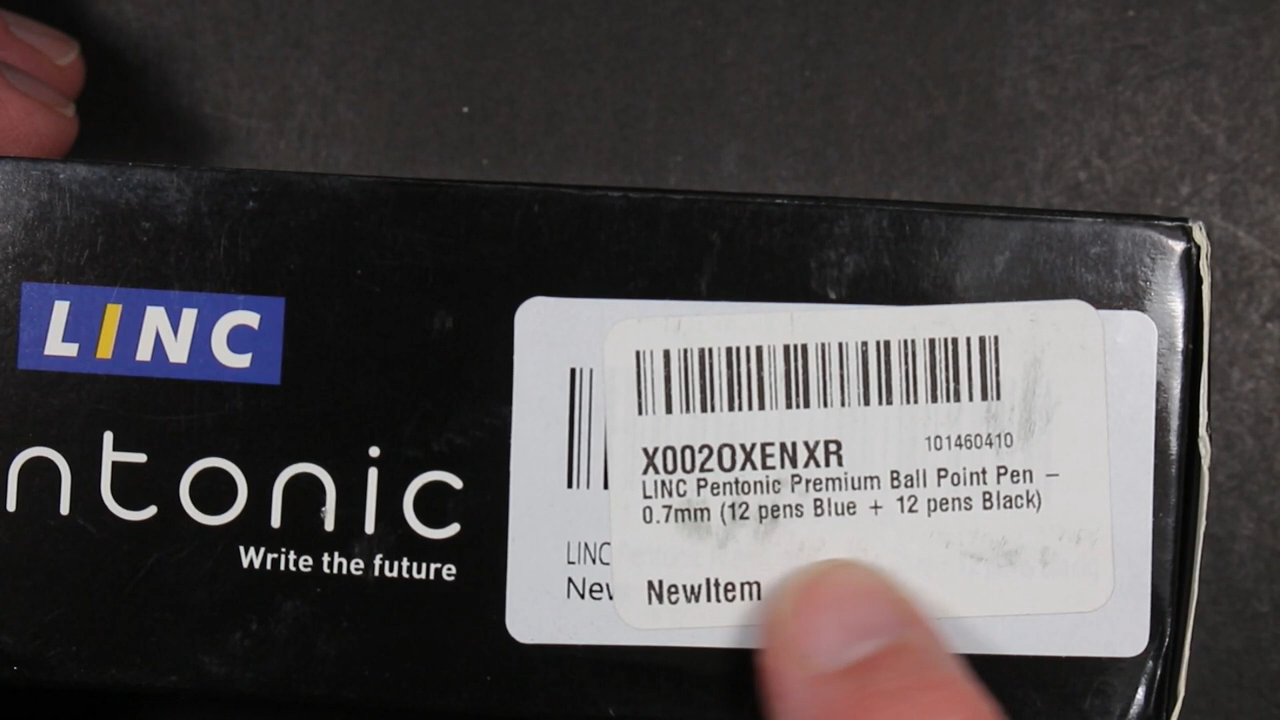 LINC
ntonic
Write the future
X002OXENXR
101460410
LINC Pentonic Premium Ball Point Pen –
0.7mm (12 pens Blue + 12 pens Black)
NewItem
LINC
New